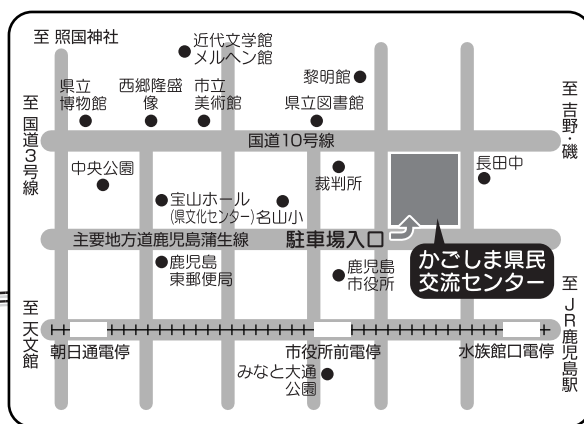 至 照国神社
近代文学館
メルヘン館
黎明館
県立
博物館
西郷隆盛
像
市立
美術館
県立図書館
至 国道3号線
至 吉野・磯
国道10号線
中央公園
宝山ホール
(県文化センター)
名山小
裁判所
長田中
主要地方道鹿児島蒲生線
駐車場入口
かごしま県民
交流センター
鹿児島
東郵便局
鹿児島
市役所
至 天文館
至 JR鹿児島駅
朝日通電停
市役所前電停
水族館口電停
みなと大通
公園